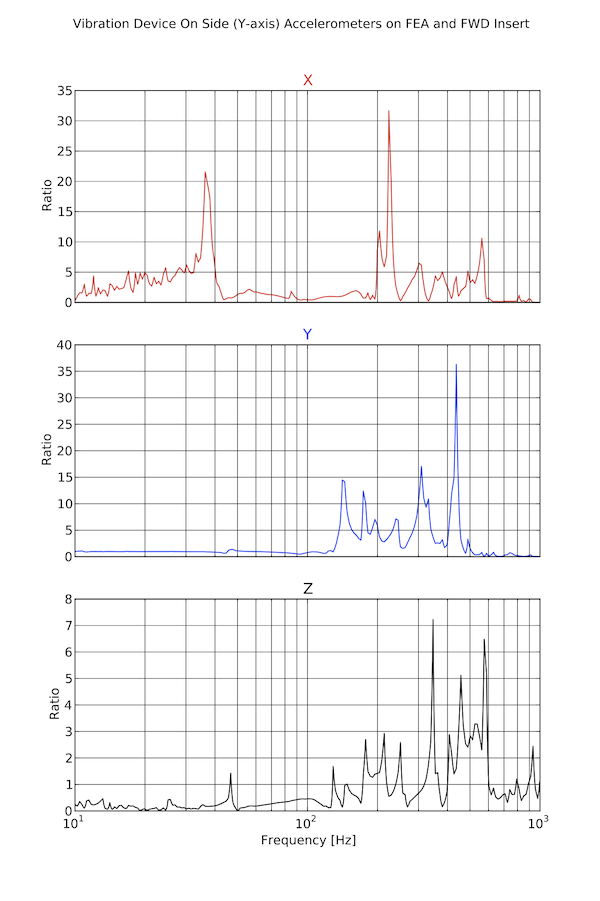 Vibration Device On Side (Y-axis) Accelerometers on FEA and FWD Insert
X
35
30
25
20
15
10
5
0
Ratio
Y
40
35
30
25
20
15
10
5
0
Ratio
Z
8
7
6
5
4
3
2
1
0
Ratio
10¹ 10² 10³
Frequency [Hz]